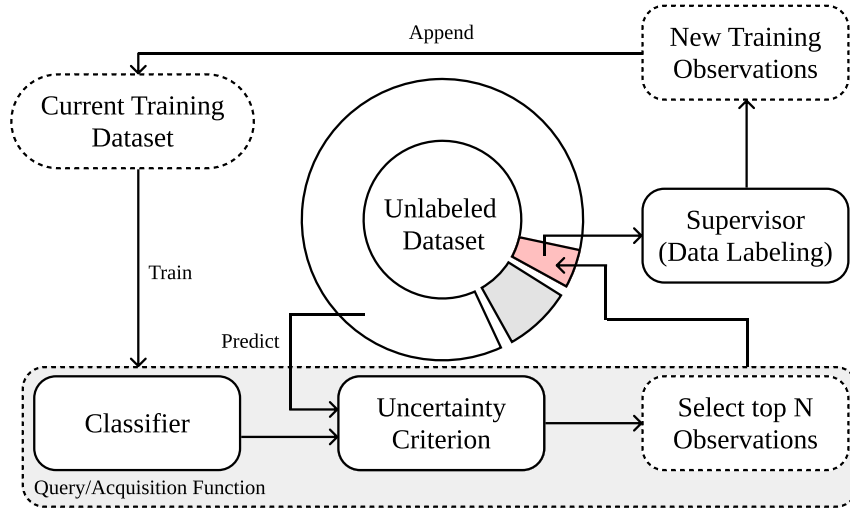 Append
New Training
Observations
Current Training
Dataset
Unlabeled
Dataset
Supervisor
(Data Labeling)
Train
Predict
Classifier
Uncertainty
Criterion
Select top N
Observations
Query/Acquisition Function